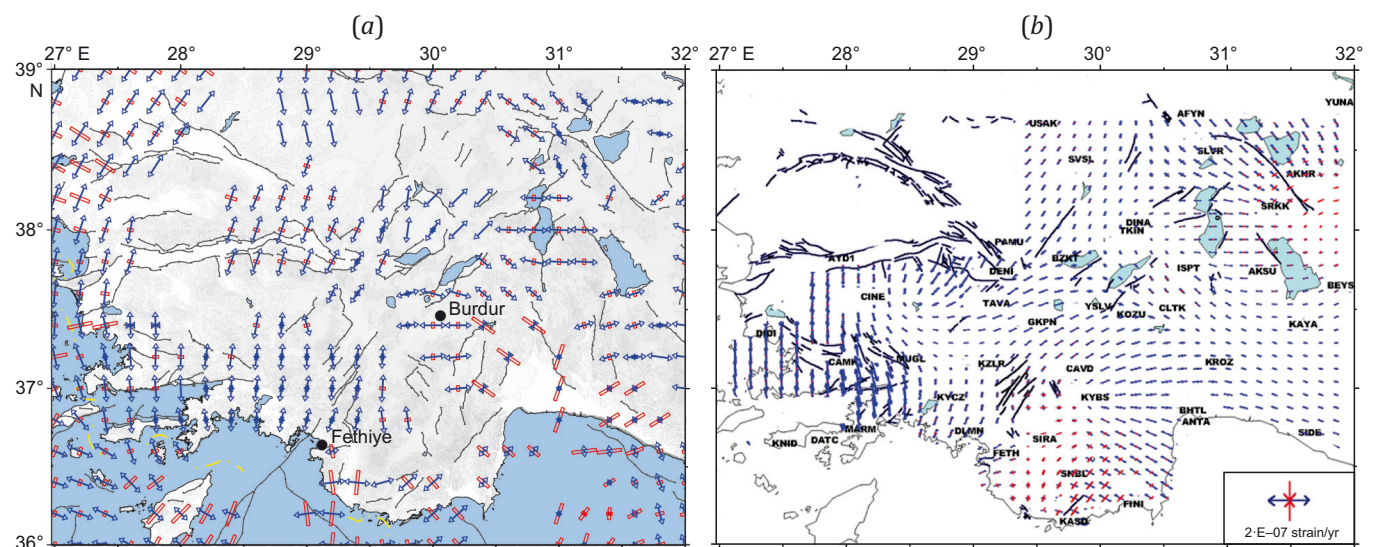 (a)
27° E 28° 29° 30° 31° 32°
39°
N
38°
37°
36°
Burdur
Fethiye
(b)
27° E 28° 29° 30° 31° 32°
YUNA
AFYN
USAK
SLVR
SVSL
AKHR
SRKK
DINA
TKIN
PAMU
AYD1
BZKT
DENI
ISPT
AKSU
BEYS
CINE
TAVA
YSLV
CLTK
KOZU
GKPN
KAYA
DIDI
CAMK
MUGL
KZLR
CAVD
KROZ
KYCZ
KYBS
BHTL
ANTA
MARM
DLMN
SIDE
KNID
DATC
SIRA
FETH
SNBL
FINI
KASD
2·E–07 strain/yr